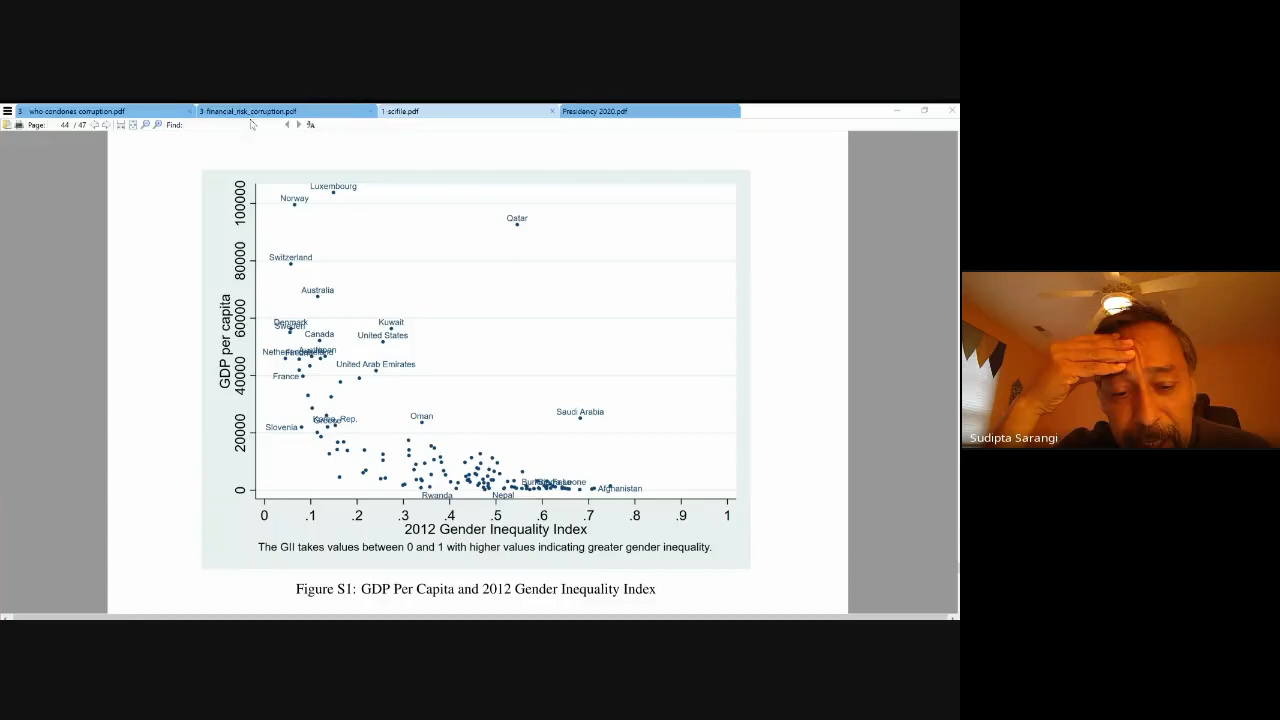 3 who condones corruption.pdf
3-financial_risk_corruption.pdf
1-scifile.pdf
Presidency 2020.pdf
Page: 44 / 47 Find:
Luxembourg
Norway
Qatar
Switzerland
Australia
Denmark
Sweden
Kuwait
Canada
United States
United Arab Emirates
France
Oman
Saudi Arabia
Rep.
Slovenia
Afghanistan
Rwanda
Nepal
GDP per capita
100000
80000
60000
40000
20000
0
0 .1 .2 .3 .4 .5 .6 .7 .8 .9 1
2012 Gender Inequality Index
The GII takes values between 0 and 1 with higher values indicating greater gender inequality.
Figure S1: GDP Per Capita and 2012 Gender Inequality Index
Sudipta Sarangi